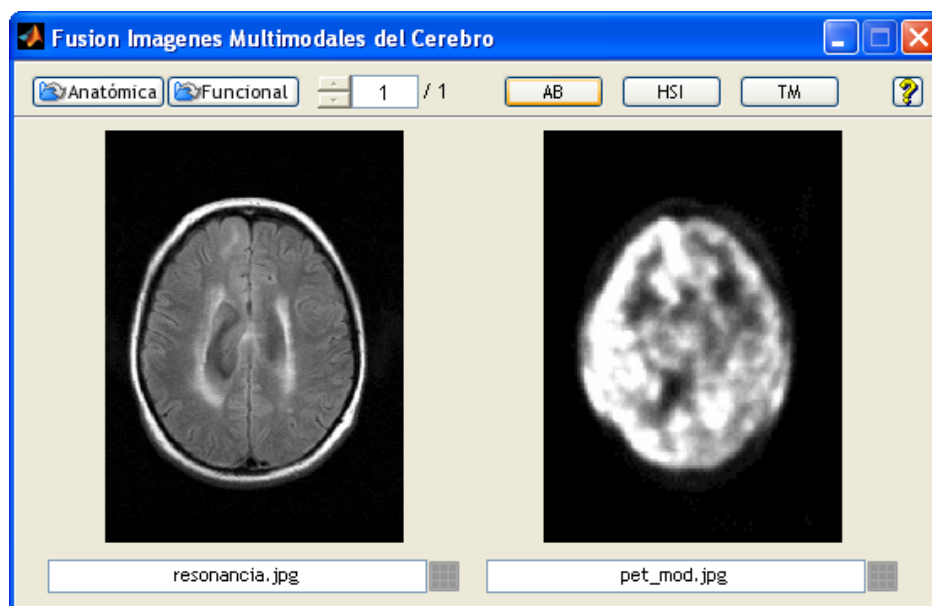 Fusion Imagenes Multimodales del Cerebro
Anatómica Funcional 1 / 1 AB HSI TM ?
resonancia.jpg pet_mod.jpg